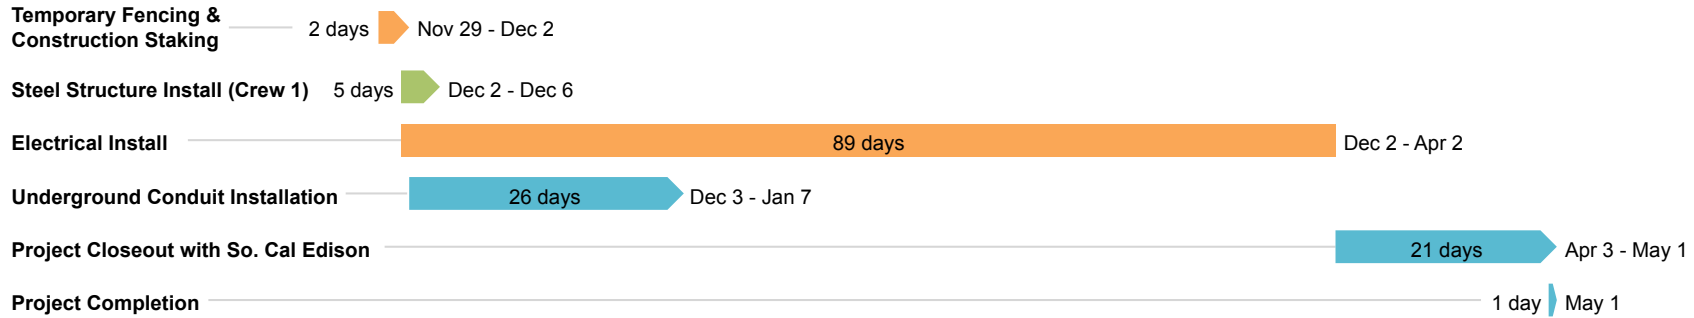 Temporary Fencing &
Construction Staking
2 days
Nov 29 - Dec 2
Steel Structure Install (Crew 1)
5 days
Dec 2 - Dec 6
Electrical Install
89 days
Dec 2 - Apr 2
Underground Conduit Installation
26 days
Dec 3 - Jan 7
Project Closeout with So. Cal Edison
21 days
Apr 3 - May 1
Project Completion
1 day
May 1